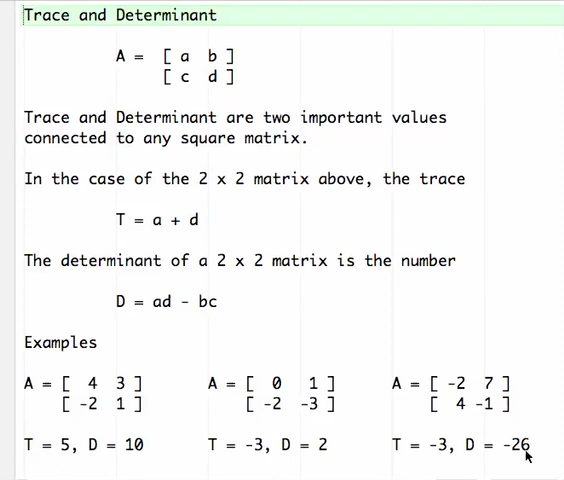 Trace and Determinant
A = [ a b ]
[ c d ]
Trace and Determinant are two important values
connected to any square matrix.
In the case of the 2 x 2 matrix above, the trace
T = a + d
The determinant of a 2 x 2 matrix is the number
D = ad - bc
Examples
A = [ 4 3 ] A = [ 0 1 ] A = [ -2 7 ]
[ -2 1 ] [ -2 -3 ] [ 4 -1 ]
T = 5, D = 10 T = -3, D = 2 T = -3, D = -26